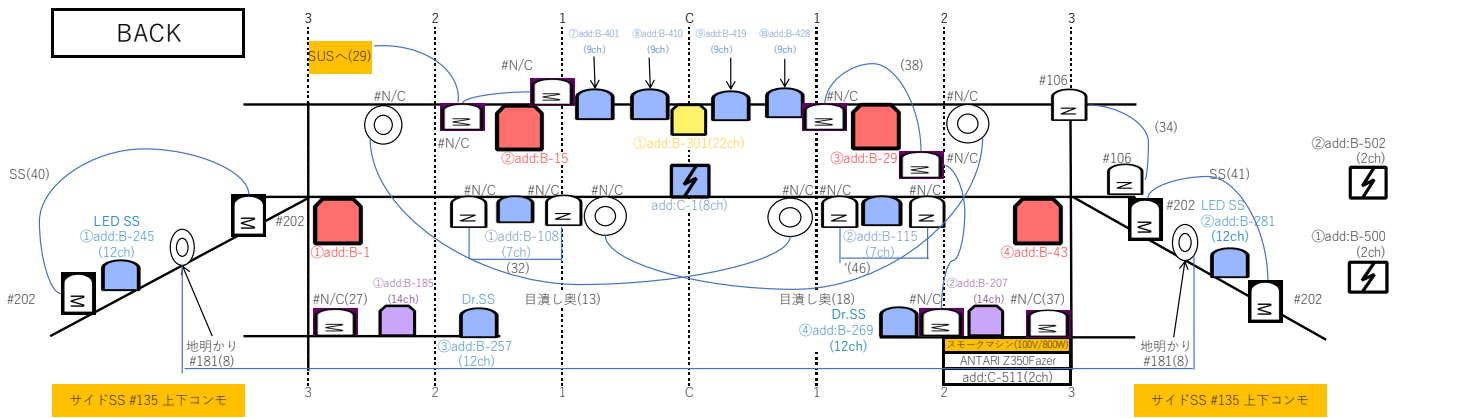 BACK
3
2
1
C
1
2
3
⑦add:B-401
(9ch)
⑧add:B-410
(9ch)
⑨add:B-419
(9ch)
⑩add:B-428
(9ch)
SUSへ(29)
#N/C
(38)
#106
#N/C
#N/C
#N/C
#N/C
M
M
M
N
#N/C
②add:B-15
①add:B-301(22ch)
③add:B-29
M
#N/C
(34)
②add:B-502
(2ch)
SS(40)
#106
N
SS(41)
#N/C
#N/C
#N/C
#N/C
#N/C
#N/C
add:C-1(8ch)
M
#202
N
N
N
N
M
#202
LED SS
①add:B-245
(12ch)
LED SS
②add:B-281
(12ch)
①add:B-1
①add:B-108
(7ch)
(32)
②add:B-115
(7ch)
'(46)
④add:B-43
①add:B-500
(2ch)
M
#202
①add:B-185
(14ch)
②add:B-207
(14ch)
M
#202
#N/C(27)
Dr.SS
目潰し奥(13)
目潰し奥(18)
#N/C
#N/C(37)
M
Dr.SS
④add:B-269
(12ch)
M
M
③add:B-257
(12ch)
地明かり
#181(8)
地明かり
#181(8)
スモークマシン(100V/800W)
ANTARI Z350Fazer
add:C-511(2ch)
3
2
1
C
1
2
3
サイドSS #135 上下コンモ
サイドSS #135 上下コンモ